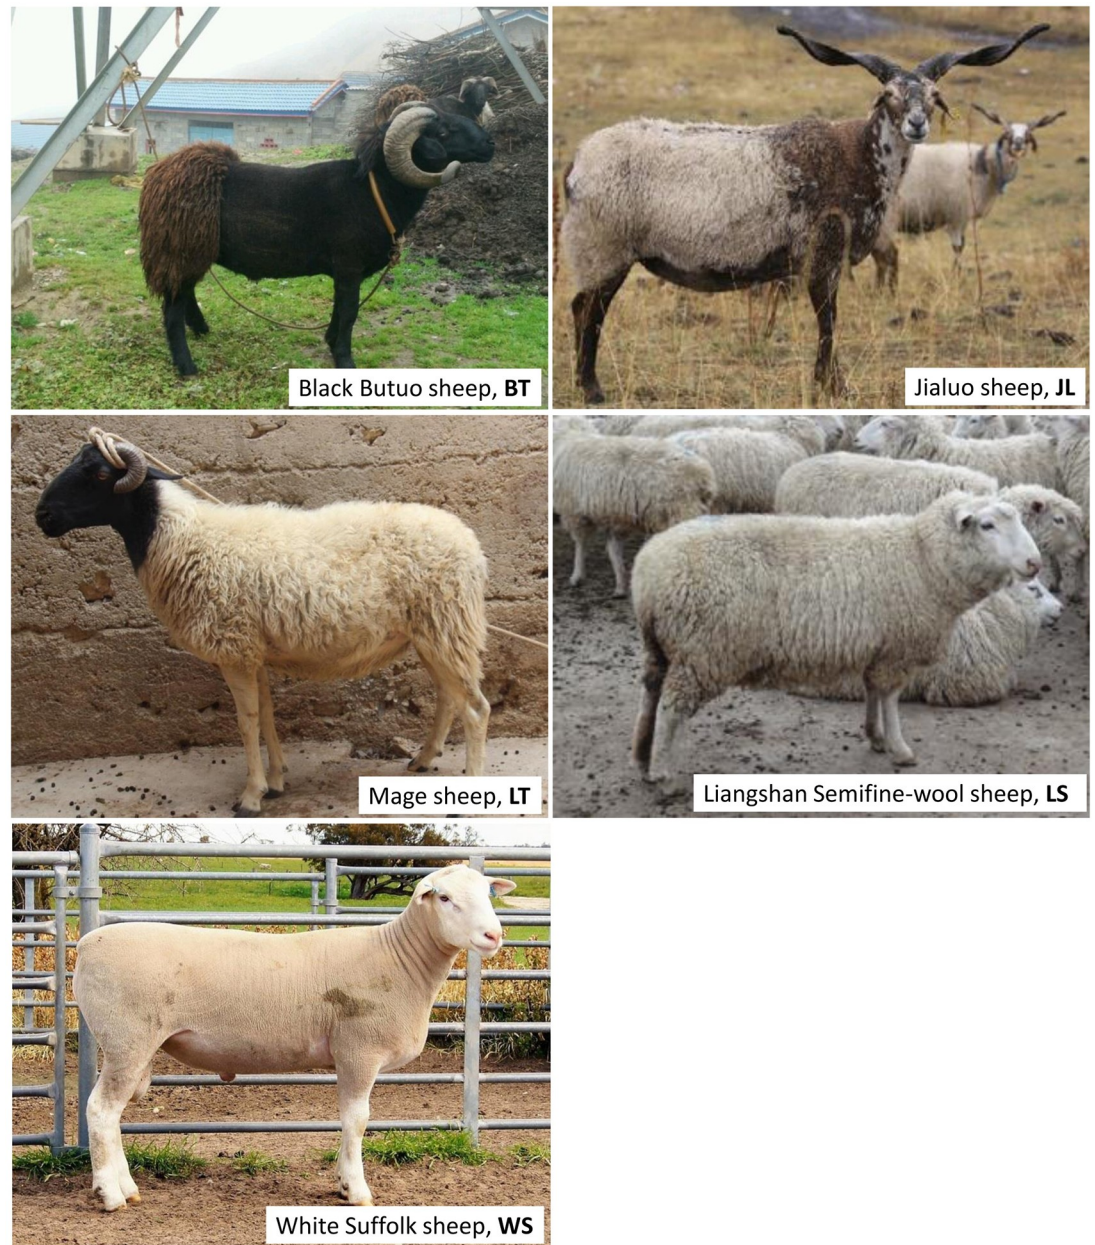 Black Butuo sheep, BT
Jialuo sheep, JL
Mage sheep, LT
Liangshan Semifine-wool sheep, LS
White Suffolk sheep, WS